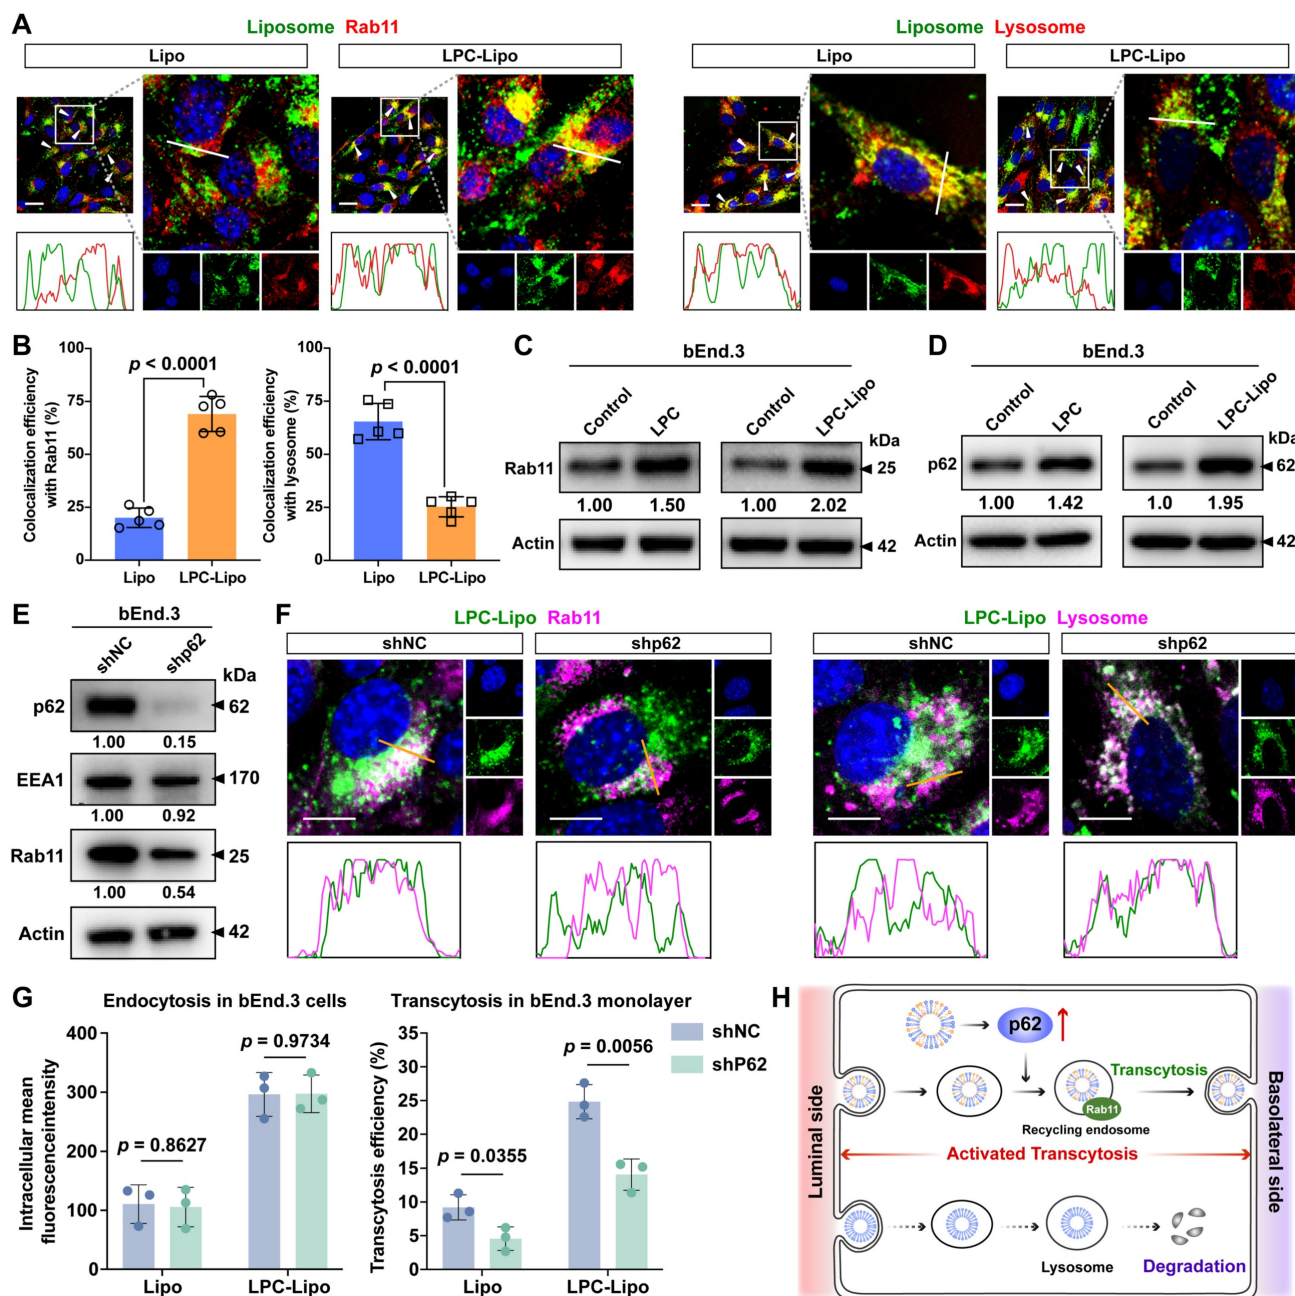 A
Liposome Rab11
Lipo
LPC-Lipo
Liposome Lysosome
Lipo
LPC-Lipo
B
Colocalization efficiency
with Rab11 (%)
100
75
50
25
0
p < 0.0001
Lipo
LPC-Lipo
Colocalization efficiency
with lysosome (%)
100
75
50
25
0
p < 0.0001
Lipo
LPC-Lipo
C
bEnd.3
Control
LPC
Control
LPC-Lipo
kDa
Rab11
25
1.00
1.50
1.00
2.02
Actin
42
D
bEnd.3
Control
LPC
Control
LPC-Lipo
kDa
p62
62
1.00
1.42
1.0
1.95
Actin
42
E
bEnd.3
shNC
shp62
kDa
p62
62
1.00
0.15
EEA1
170
1.00
0.92
Rab11
25
1.00
0.54
Actin
42
F
LPC-Lipo Rab11
shNC
shp62
LPC-Lipo Lysosome
shNC
shp62
G
Endocytosis in bEnd.3 cells
Intracellular mean
fluorescenceintensity
400
300
200
100
0
p = 0.8627
p = 0.9734
Lipo
LPC-Lipo
Transcytosis in bEnd.3 monolayer
Transcytosis efficiency (%)
35
30
25
20
15
10
5
0
p = 0.0355
p = 0.0056
Lipo
LPC-Lipo
shNC
shP62
H
Luminal side
Basolateral side
p62
Transcytosis
Rab11
Recycling endosome
Activated Transcytosis
Lysosome
Degradation